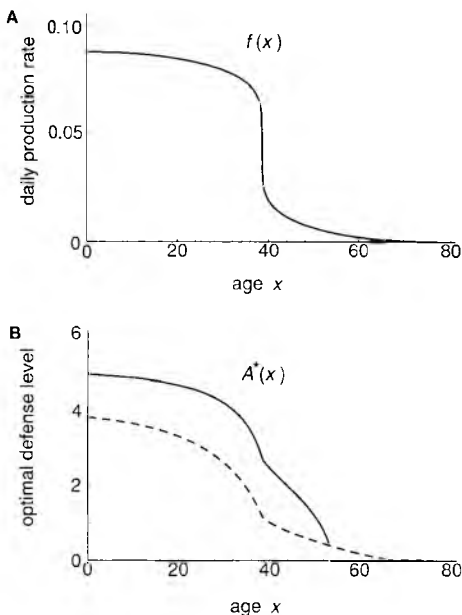 A
daily production rate
0.10
0.05
0
f(x)
0 20 40 60 80
age x
B
optimal defense level
6
4
2
0
A*(x)
0 20 40 60 80
age x